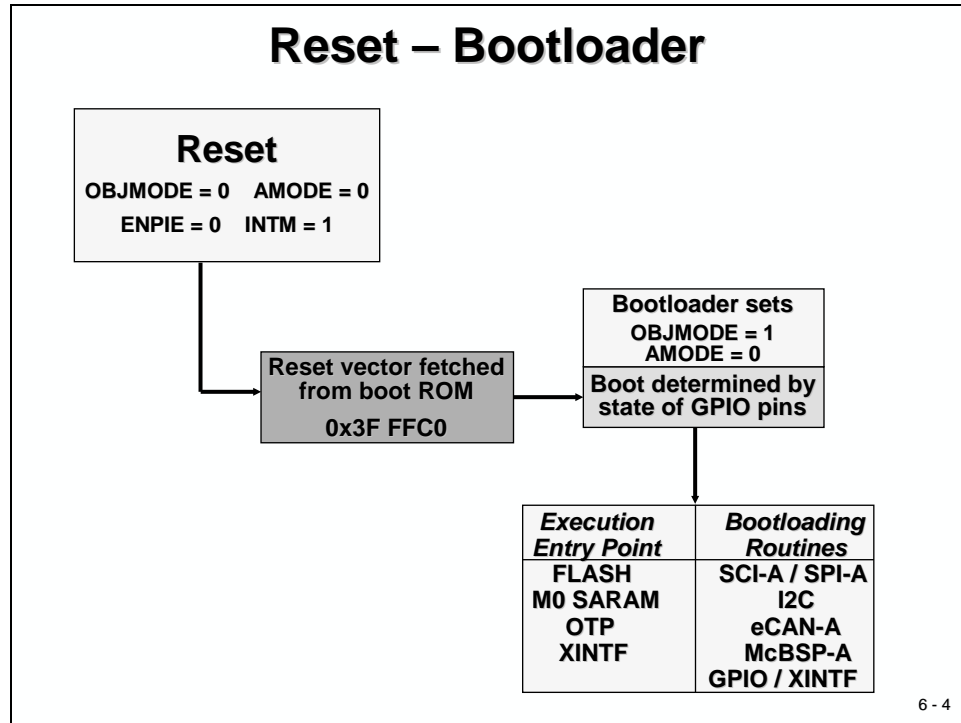 Reset – Bootloader
Reset
OBJMODE = 0 AMODE = 0
ENPIE = 0 INTM = 1
Reset vector fetched
from boot ROM
0x3F FFC0
Bootloader sets
OBJMODE = 1
AMODE = 0
Boot determined by
state of GPIO pins
Execution
Entry Point
FLASH
M0 SARAM
OTP
XINTF
Bootloading
Routines
SCI-A / SPI-A
I2C
eCAN-A
McBSP-A
GPIO / XINTF
6 - 4